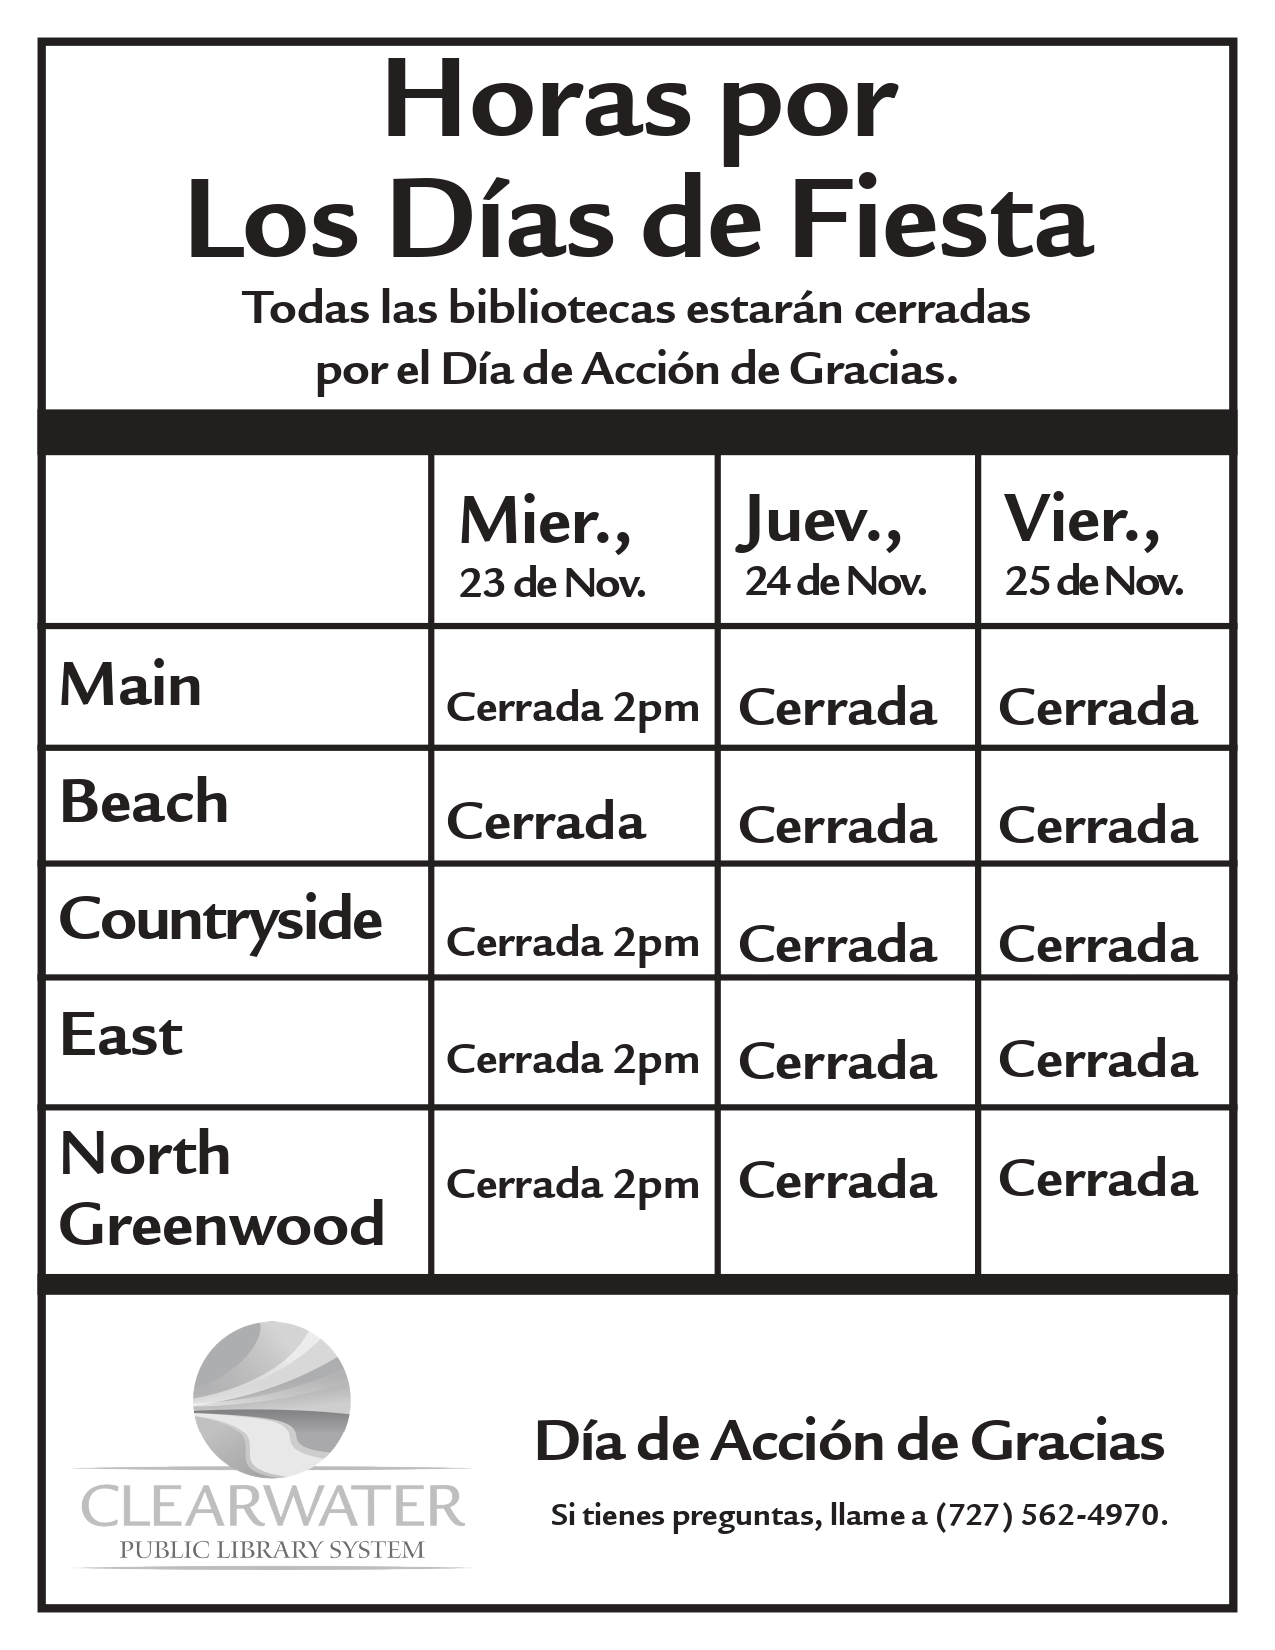 Horas por
Los Días de Fiesta
Todas las bibliotecas estarán cerradas
por el Día de Acción de Gracias.
Mier., Juev., Vier.,
23 de Nov. 24 de Nov. 25 de Nov.
Main Cerrada 2pm Cerrada Cerrada
Beach Cerrada Cerrada Cerrada
Countryside Cerrada 2pm Cerrada Cerrada
East Cerrada 2pm Cerrada Cerrada
North
Greenwood Cerrada 2pm Cerrada Cerrada
CLEARWATER
PUBLIC LIBRARY SYSTEM
Día de Acción de Gracias
Si tienes preguntas, llame a (727) 562-4970.